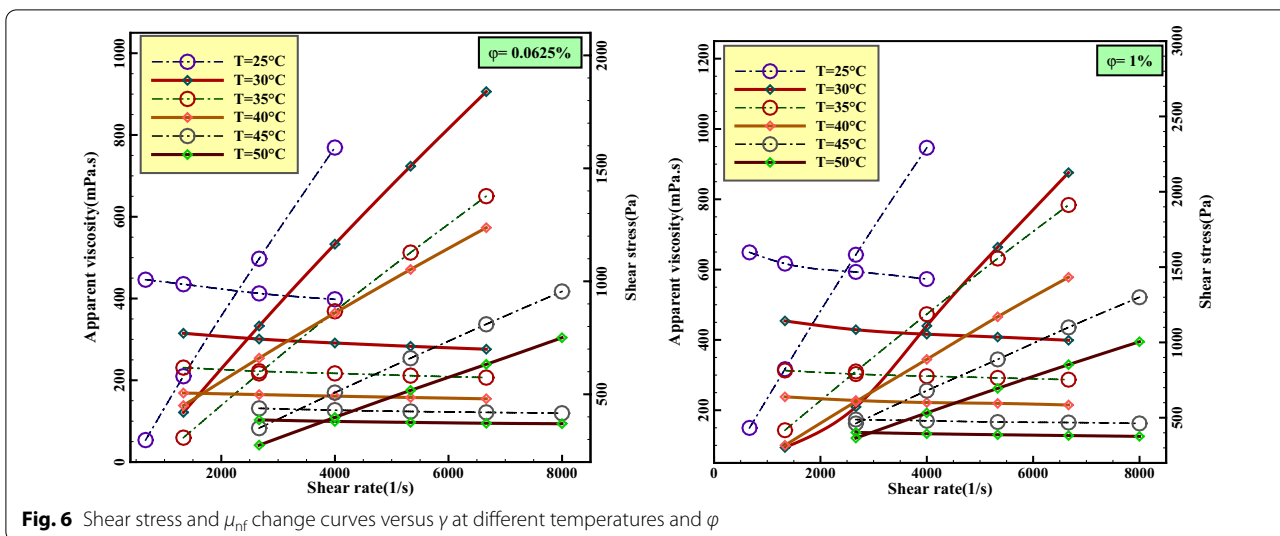 φ= 0.0625%
T=25°C
T=30°C
T=35°C
T=40°C
T=45°C
T=50°C
Apparent viscosity(mPa.s)
0
200
400
600
800
1000
Shear stress(Pa)
500
1000
1500
2000
2000
4000
6000
8000
Shear rate(1/s)
φ= 1%
T=25°C
T=30°C
T=35°C
T=40°C
T=45°C
T=50°C
Apparent viscosity(mPa.s)
200
400
600
800
1000
1200
Shear stress(Pa)
500
1000
1500
2000
2500
3000
0
2000
4000
6000
8000
Shear rate(1/s)
Fig. 6 Shear stress and μnf change curves versus γ at different temperatures and φ